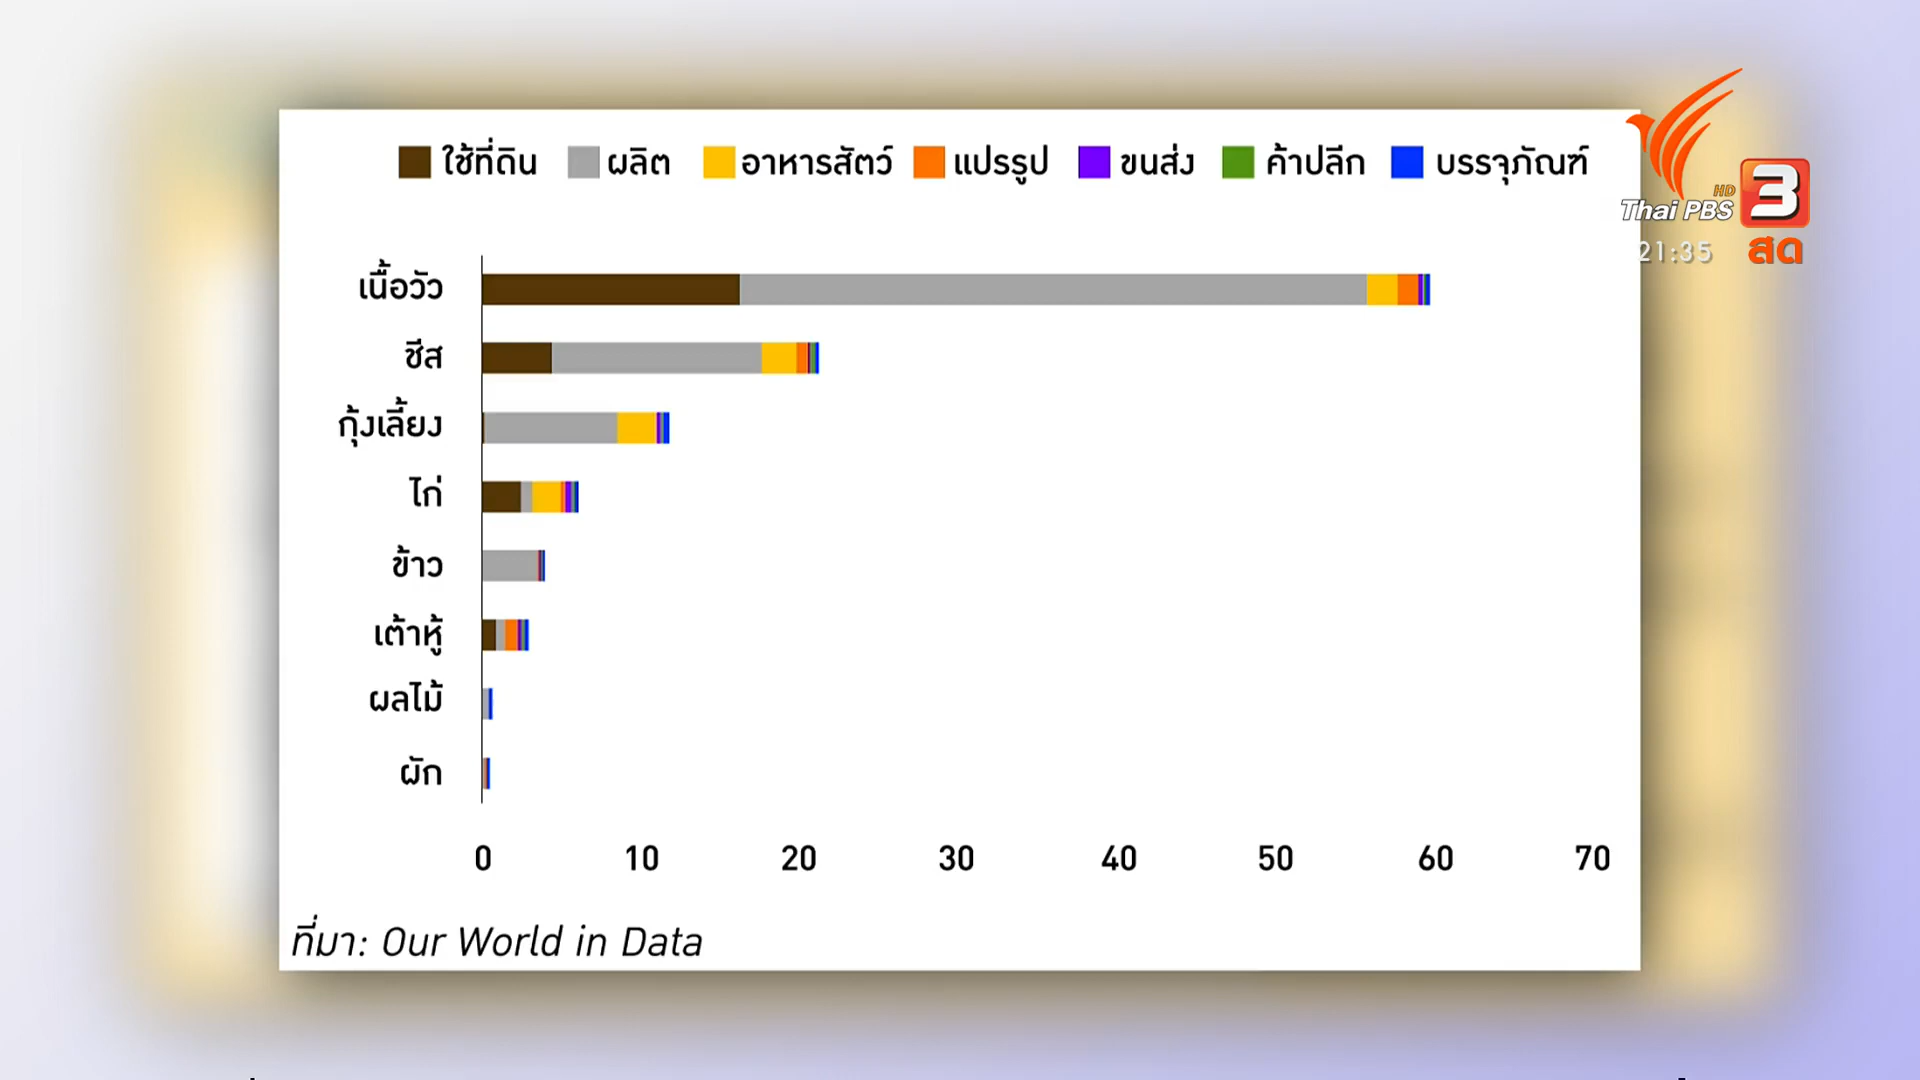 ใช้ที่ดิน ผลิต อาหารสัตว์ แปรรูป ขนส่ง ค้าปลีก บรรจุภัณฑ์
HD
Thai PBS 3
21:35 สด
เนื้อวัว
ชีส
กุ้งเลี้ยง
ไก่
ข้าว
เต้าหู้
ผลไม้
ผัก
0 10 20 30 40 50 60 70
ที่มา: Our World in Data